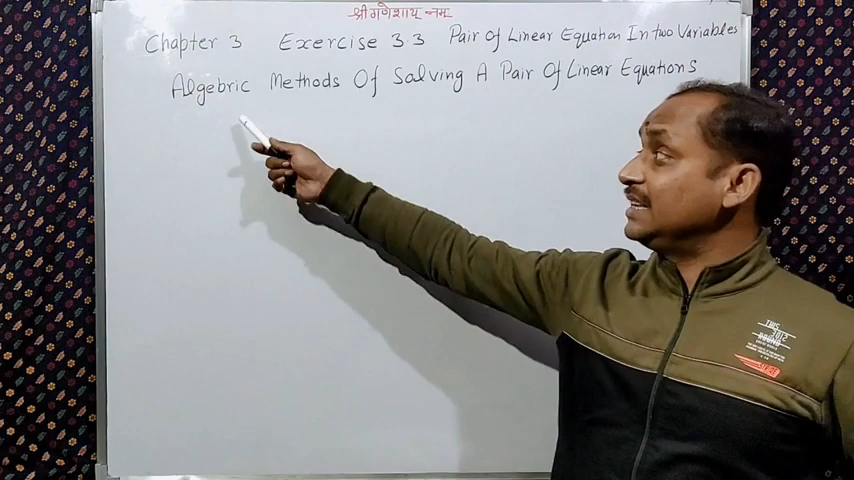 श्री गणेशाय नमः
Chapter 3 Exercise 3.3 Pair of Linear Equation In two Variables
Algebric Methods Of Solving A Pair Of Linear Equations